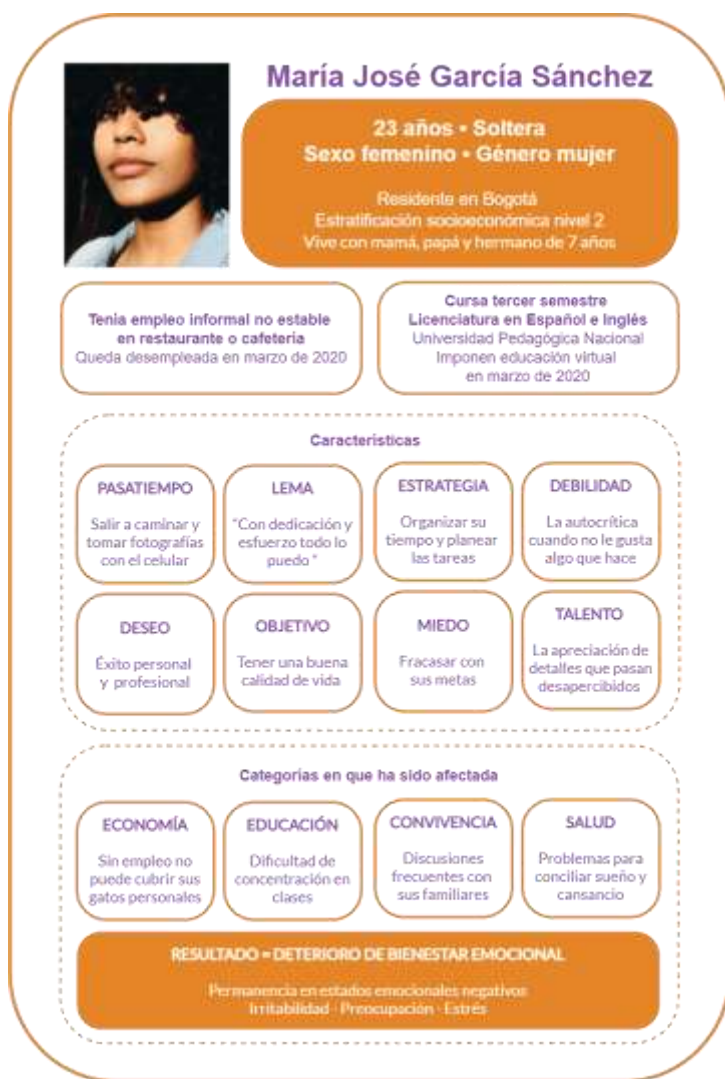 María José García Sánchez
23 años • Soltera
Sexo femenino • Género mujer
Residente en Bogotá
Estratificación socioeconómica nivel 2
Vive con mamá, papá y hermano de 7 años
Tenia empleo informal no estable
en restaurante o cafetería
Queda desempleada en marzo de 2020
Cursa tercer semestre
Licenciatura en Español e Inglés
Universidad Pedagógica Nacional
Imponen educación virtual
en marzo de 2020
Características
PASATIEMPO
Salir a caminar y
tomar fotografías
con el celular
LEMA
"Con dedicación y
esfuerzo todo lo
puedo "
ESTRATEGIA
Organizar su
tiempo y planear
las tareas
DEBILIDAD
La autocrítica
cuando no le gusta
algo que hace
DESEO
Éxito personal
y profesional
OBJETIVO
Tener una buena
calidad de vida
MIEDO
Fracasar con
sus metas
TALENTO
La apreciación de
detalles que pasan
desapercibidos
Categorías en que ha sido afectada
ECONOMÍA
Sin empleo no
puede cubrir sus
gatos personales
EDUCACIÓN
Dificultad de
concentración en
clases
CONVIVENCIA
Discusiones
frecuentes con
sus familiares
SALUD
Problemas para
conciliar sueño y
cansancio
RESULTADO = DETERIORO DE BIENESTAR EMOCIONAL
Permanencia en estados emocionales negativos
Irritabilidad · Preocupación · Estrés